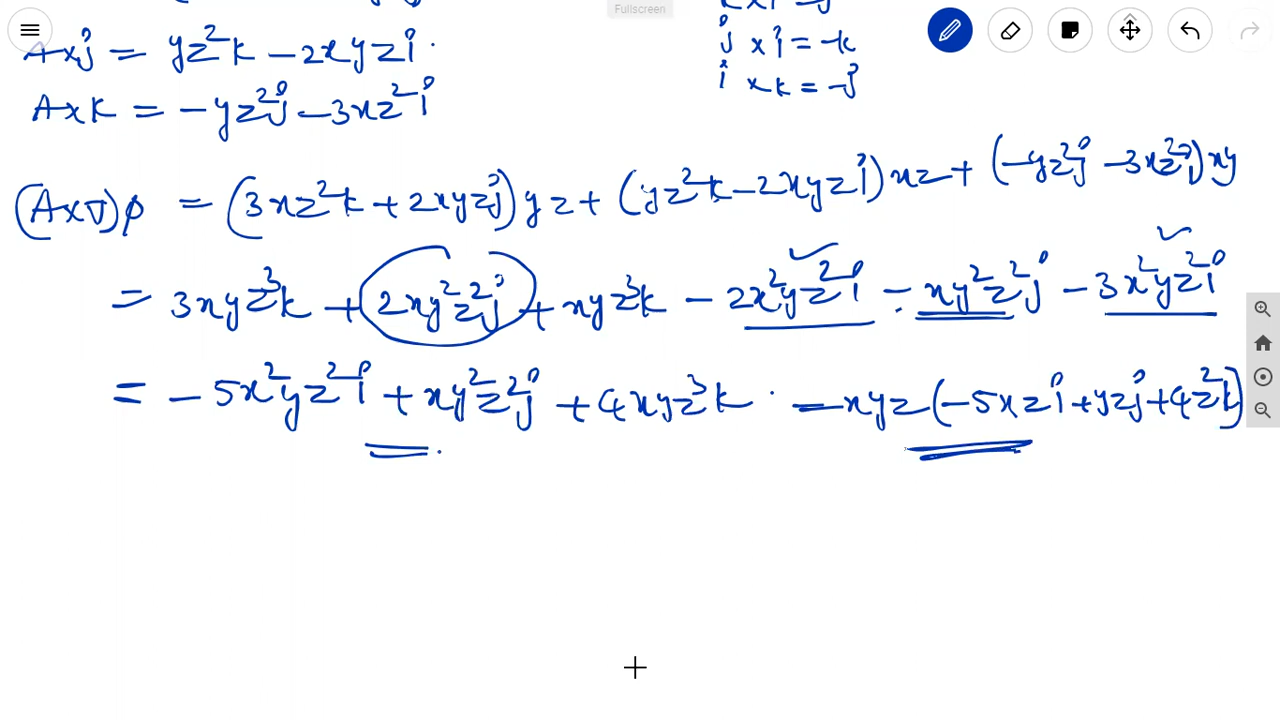 Fullscreen
A×j = yz²k − 2xyzi
j × i = −k
i × k = −j
A×k = −yz²j − 3xz²i
(A×∇)φ = (3xz²k + 2xyzj)yz + (yz²k − 2xyzi)xz + (−yz²j − 3xz²i)xy
= 3xyz³k + 2xy²z²j + xyz³k − 2x²yz²i − xy²z²j − 3x²yz²i
= −5x²yz²i + xy²z²j + 4xyz³k · = xyz(−5xzi + yzj + 4z²k)